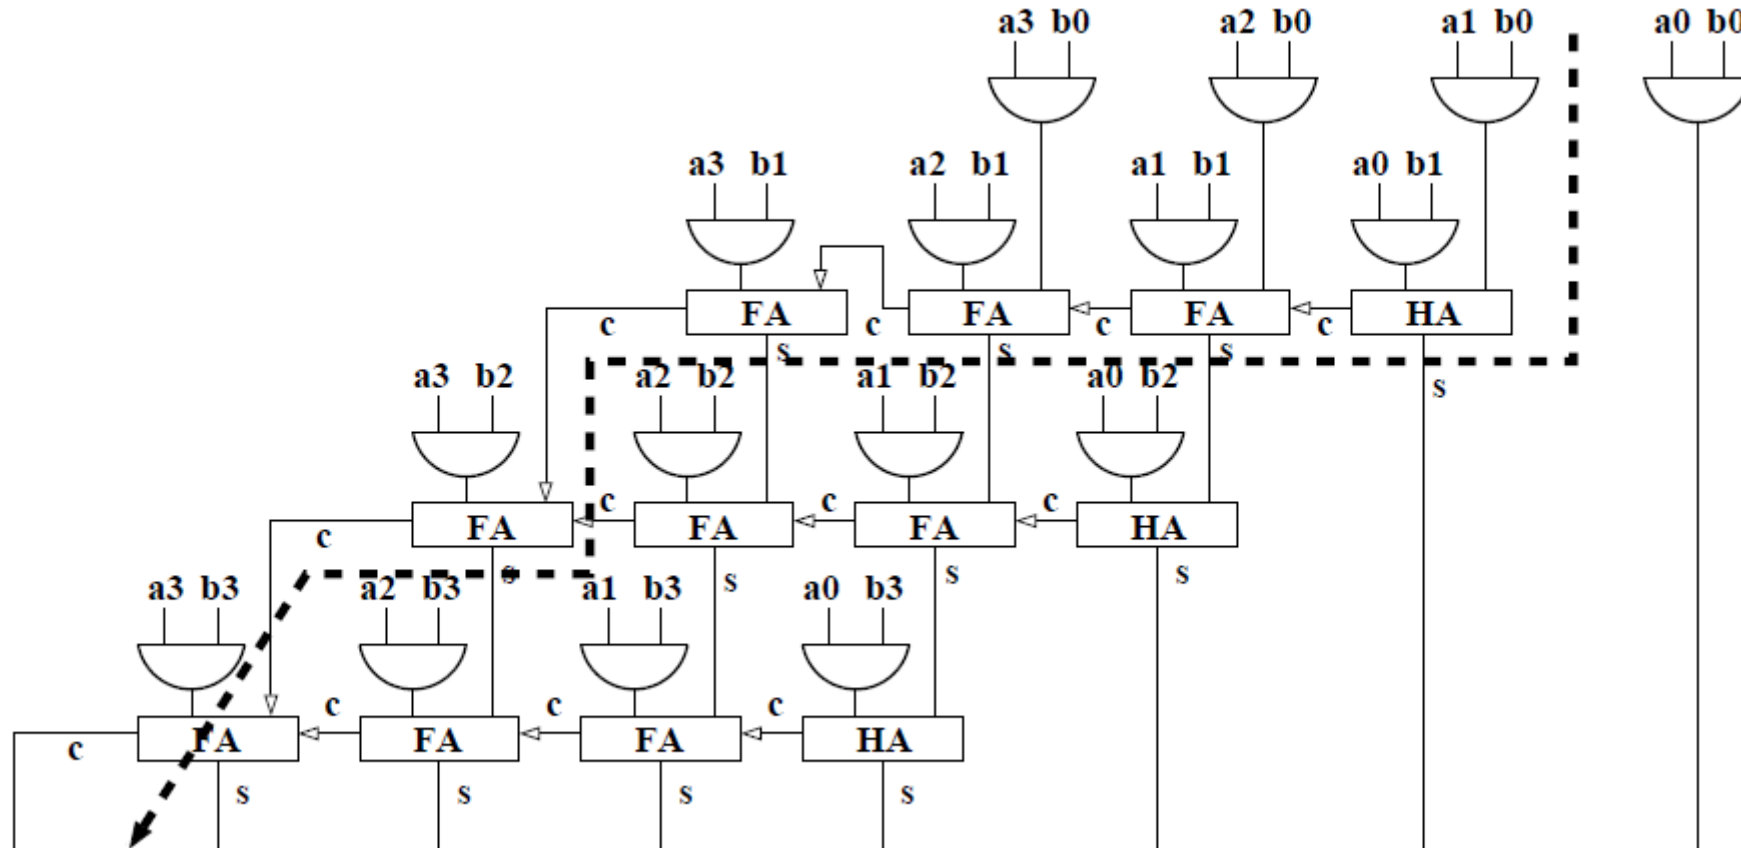 a3 b0 a2 b0 a1 b0 a0 b0
a3 b1 a2 b1 a1 b1 a0 b1
FA c FA c FA c HA
c
s s s
s
a3 b2 a2 b2 a1 b2 a0 b2
FA c FA c FA c HA
c
s s s s
a3 b3 a2 b3 a1 b3 a0 b3
c c c
FA FA FA HA
c
s s s s